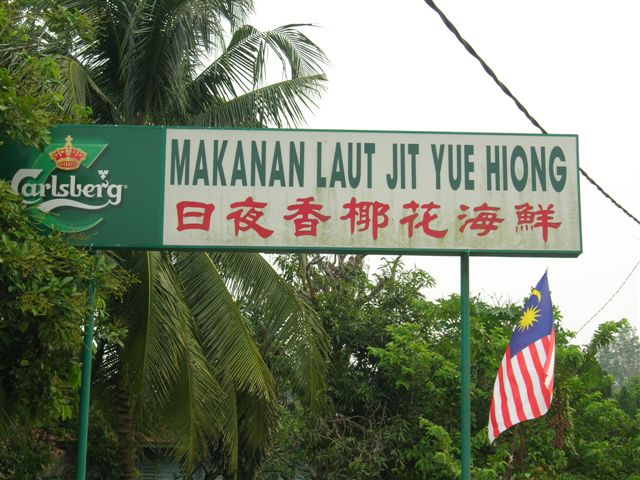 Carlsberg
MAKANAN LAUT JIT YUE HIONG
日夜香椰花海鮮